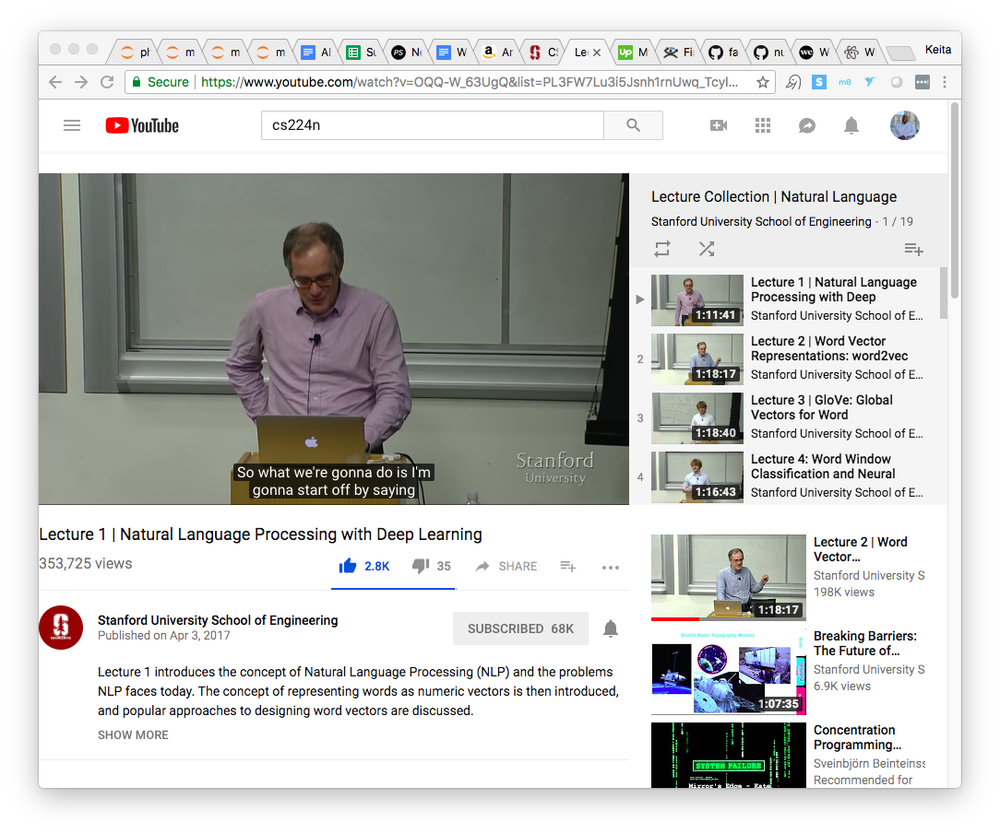 ph
m
m
m
Al
Su
Ne
W
Ar
CS
Le
M
Fi
fa
nu
W
W
Keita
Secure
https://www.youtube.com/watch?v=OQQ-W_63UgQ&list=PL3FW7Lu3i5Jsnh1rnUwq_Tcyl...
YouTube
cs224n
Lecture Collection | Natural Language
Stanford University School of Engineering - 1 / 19
Lecture 1 | Natural Language
Processing with Deep
Stanford University School of E...
1:11:41
2
Lecture 2 | Word Vector
Representations: word2vec
Stanford University School of E...
1:18:17
3
Lecture 3 | GloVe: Global
Vectors for Word
Stanford University School of E...
1:18:40
4
Lecture 4: Word Window
Classification and Neural
Stanford University School of E...
1:16:43
Stanford
University
So what we're gonna do is I'm
gonna start off by saying
Lecture 1 | Natural Language Processing with Deep Learning
353,725 views
2.8K
35
SHARE
Stanford University School of Engineering
Published on Apr 3, 2017
SUBSCRIBED 68K
Lecture 1 introduces the concept of Natural Language Processing (NLP) and the problems
NLP faces today. The concept of representing words as numeric vectors is then introduced,
and popular approaches to designing word vectors are discussed.
SHOW MORE
Lecture 2 | Word
Vector...
Stanford University S
198K views
1:18:17
Breaking Barriers:
The Future of...
Stanford University S
6.9K views
1:07:35
Concentration
Programming...
Sveinbjörn Beinteinss
Recommended for
SYSTEM FAILURE
Mirror's Edge - Kate